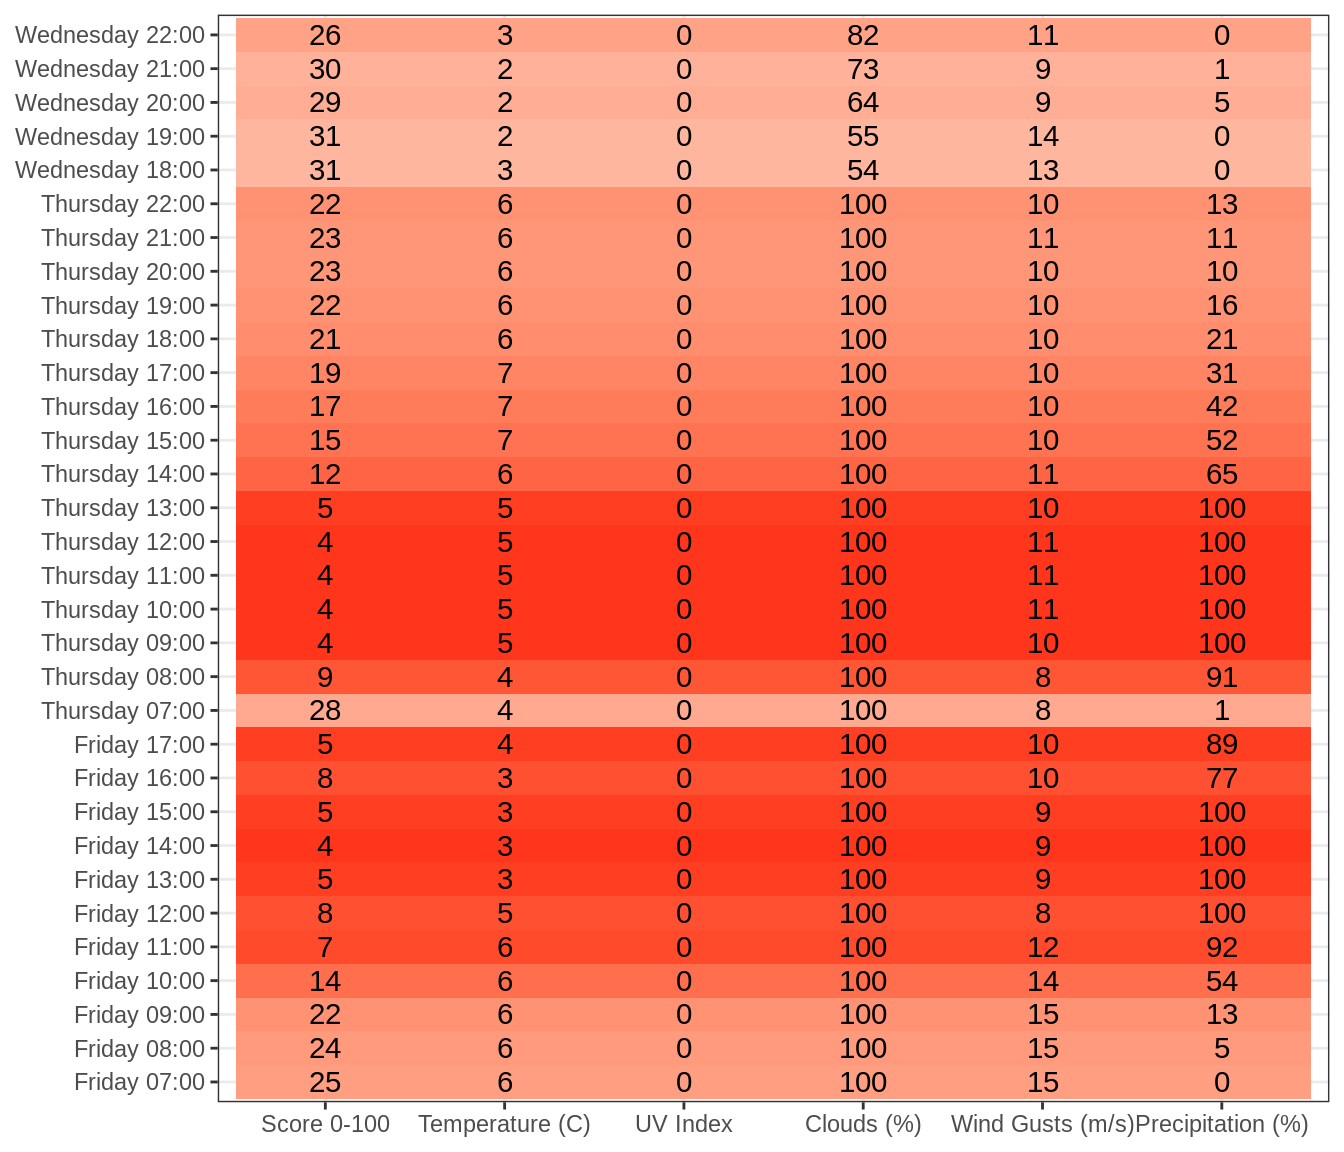 Wednesday 22:00 26 3 0 82 11 0
Wednesday 21:00 30 2 0 73 9 1
Wednesday 20:00 29 2 0 64 9 5
Wednesday 19:00 31 2 0 55 14 0
Wednesday 18:00 31 3 0 54 13 0
Thursday 22:00 22 6 0 100 10 13
Thursday 21:00 23 6 0 100 11 11
Thursday 20:00 23 6 0 100 10 10
Thursday 19:00 22 6 0 100 10 16
Thursday 18:00 21 6 0 100 10 21
Thursday 17:00 19 7 0 100 10 31
Thursday 16:00 17 7 0 100 10 42
Thursday 15:00 15 7 0 100 10 52
Thursday 14:00 12 6 0 100 11 65
Thursday 13:00 5 5 0 100 10 100
Thursday 12:00 4 5 0 100 11 100
Thursday 11:00 4 5 0 100 11 100
Thursday 10:00 4 5 0 100 11 100
Thursday 09:00 4 5 0 100 10 100
Thursday 08:00 9 4 0 100 8 91
Thursday 07:00 28 4 0 100 8 1
Friday 17:00 5 4 0 100 10 89
Friday 16:00 8 3 0 100 10 77
Friday 15:00 5 3 0 100 9 100
Friday 14:00 4 3 0 100 9 100
Friday 13:00 5 3 0 100 9 100
Friday 12:00 8 5 0 100 8 100
Friday 11:00 7 6 0 100 12 92
Friday 10:00 14 6 0 100 14 54
Friday 09:00 22 6 0 100 15 13
Friday 08:00 24 6 0 100 15 5
Friday 07:00 25 6 0 100 15 0
Score 0-100 Temperature (C) UV Index Clouds (%) Wind Gusts (m/s) Precipitation (%)